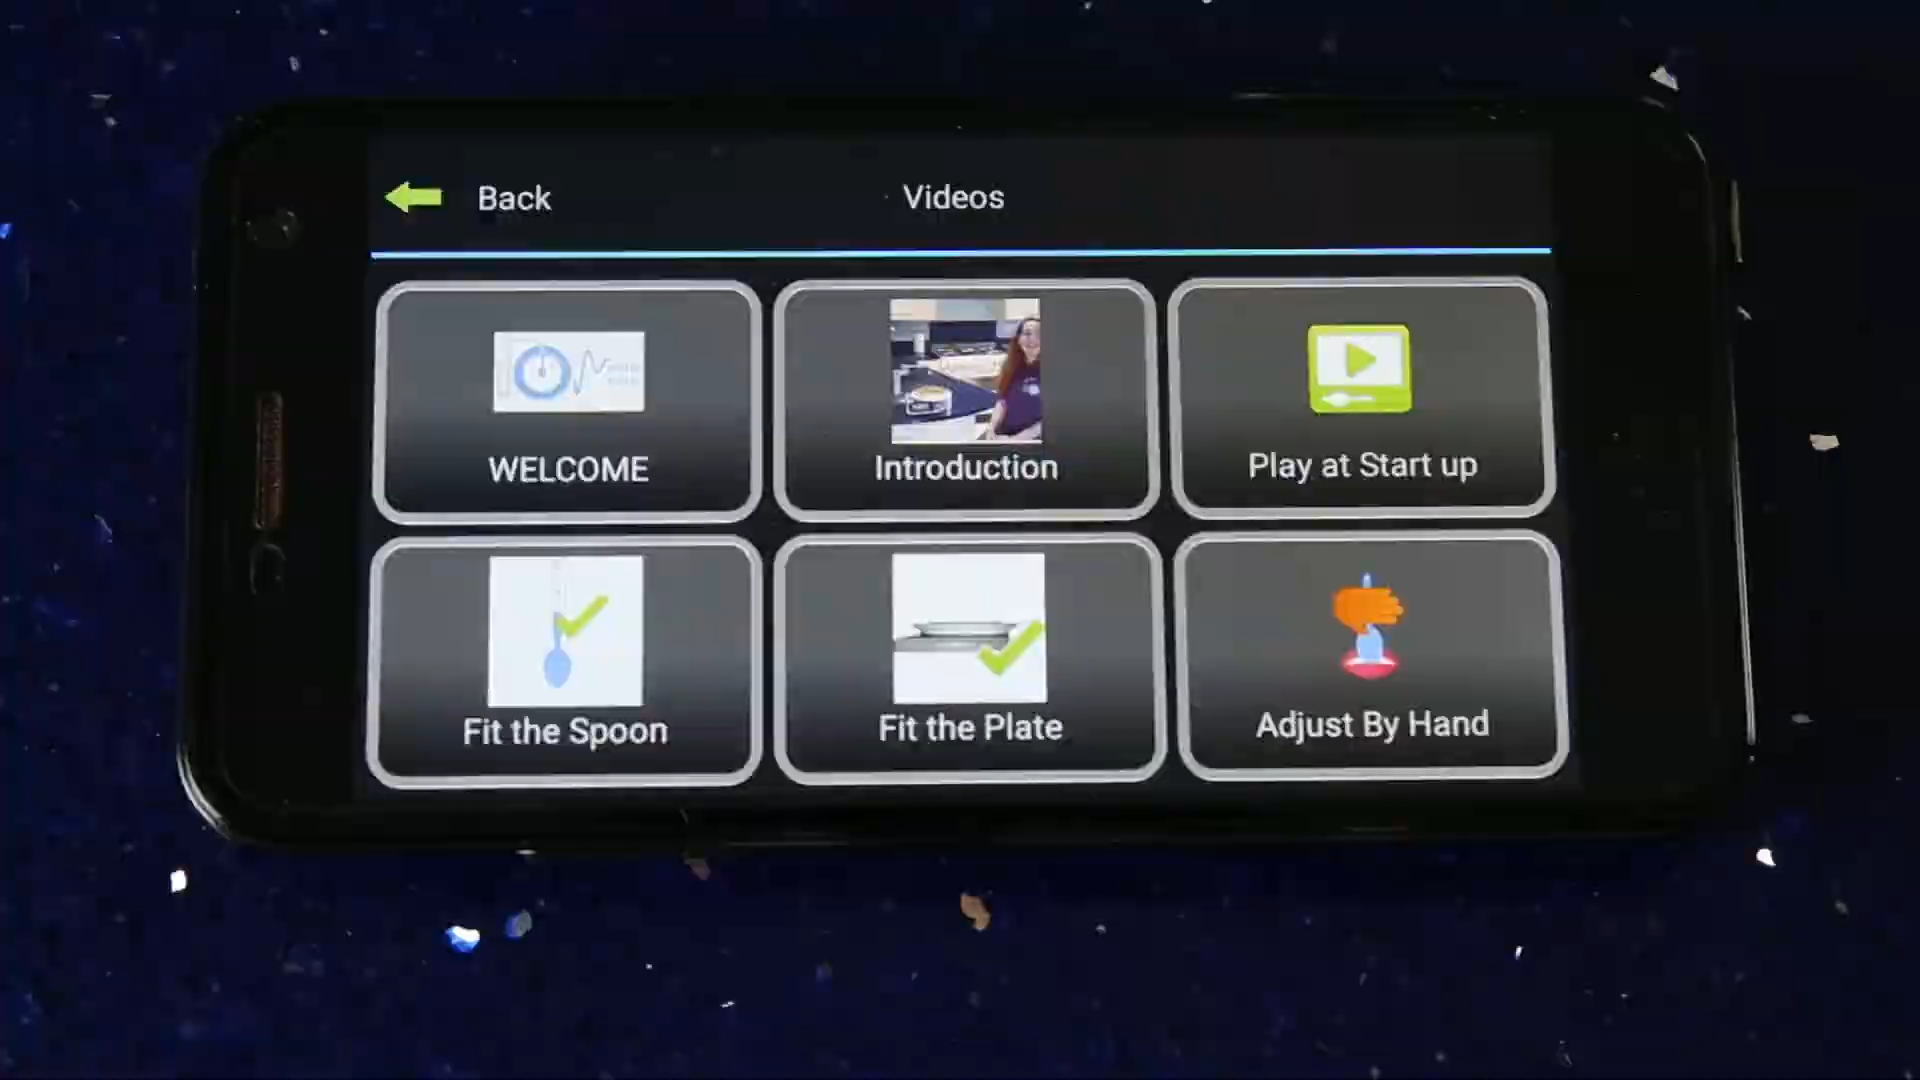 Back
Videos
WELCOME
Introduction
Play at Start up
Fit the Spoon
Fit the Plate
Adjust By Hand